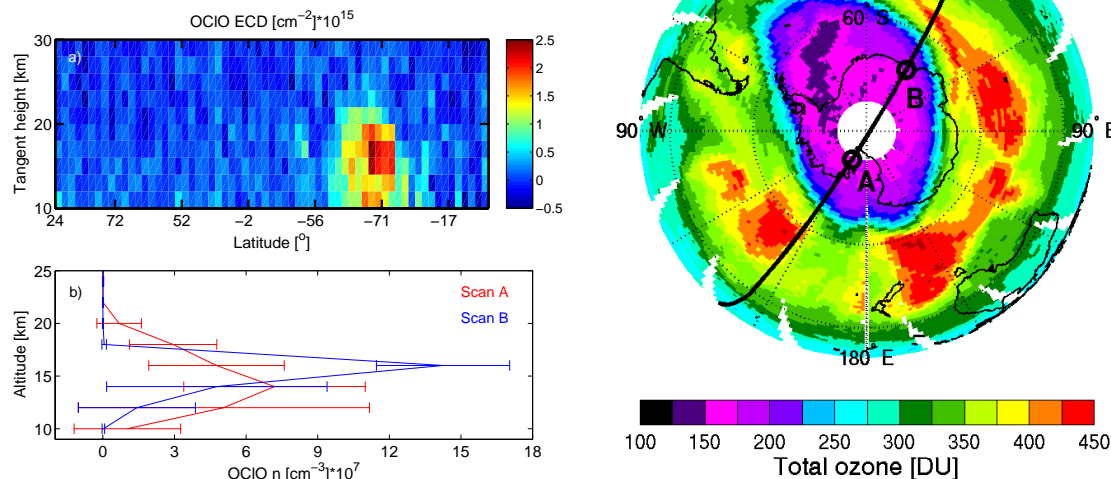 OClO ECD [cm⁻²]*10¹⁵
a)
30
20
10
Tangent height [km]
24 72 52 −2 −56 −71 −17
Latitude [°]
2.5
2
1.5
1
0.5
0
−0.5
b)
Scan A
Scan B
25
20
15
10
Altitude [km]
0 3 6 9 12 15 18
OClO n [cm⁻³]*10⁷
60 S
B
90° W
90° E
A
180 E
100 150 200 250 300 350 400 450
Total ozone [DU]